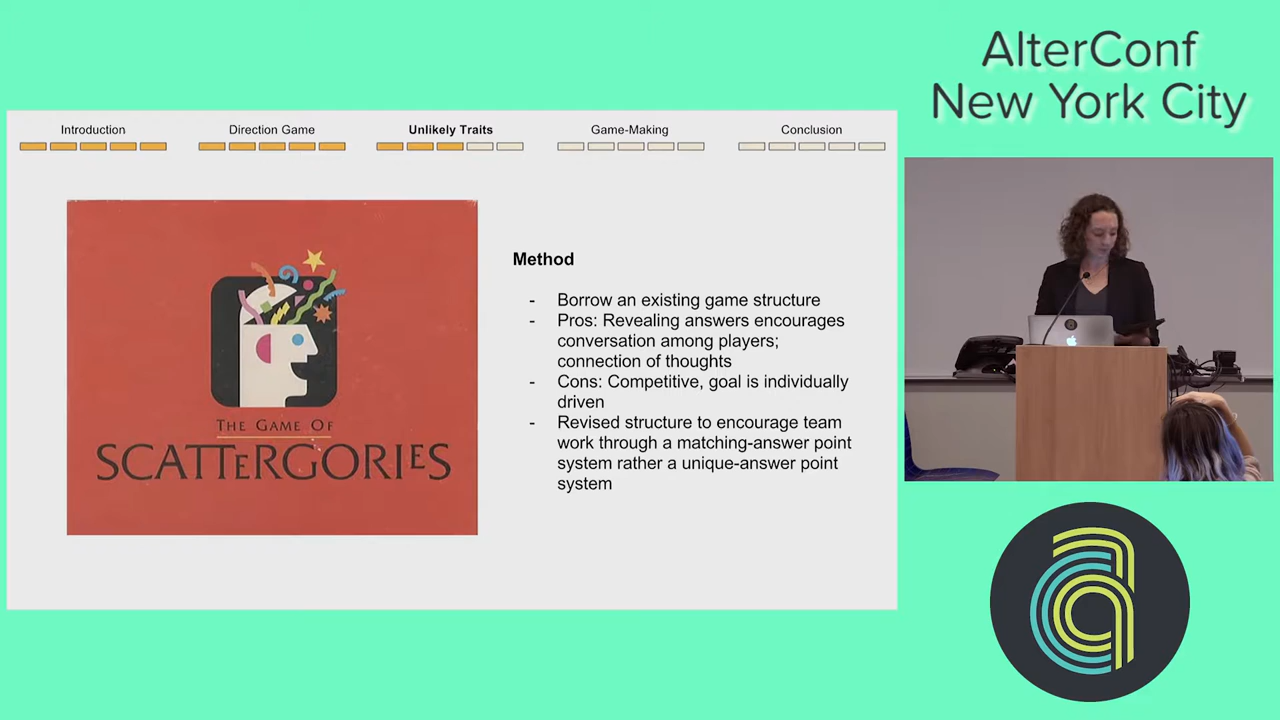 AlterConf
New York City
Introduction
Direction Game
Unlikely Traits
Game-Making
Conclusion
THE GAME OF
SCATTERGORIES
Method
- Borrow an existing game structure
- Pros: Revealing answers encourages
conversation among players;
connection of thoughts
- Cons: Competitive, goal is individually
driven
- Revised structure to encourage team
work through a matching-answer point
system rather a unique-answer point
system